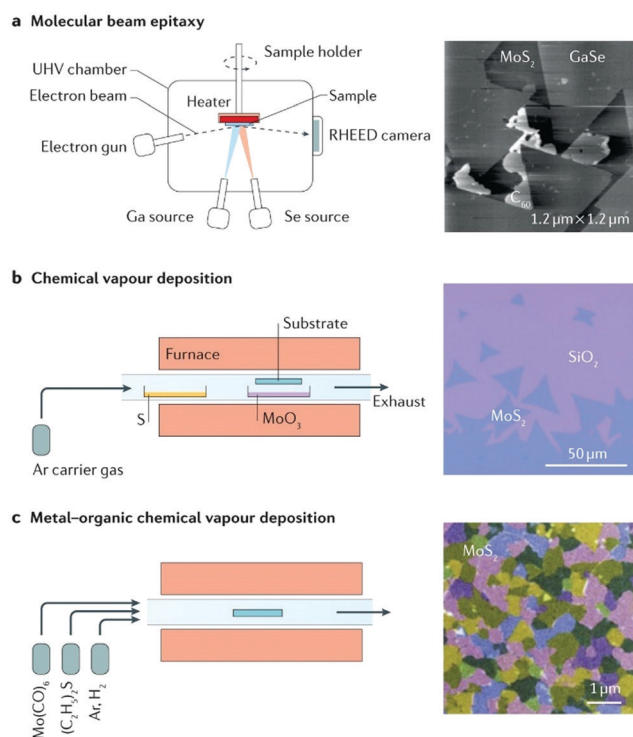 a Molecular beam epitaxy
Sample holder
UHV chamber
Electron beam
Heater
Sample
Electron gun
RHEED camera
Ga source
Se source
MoS₂
GaSe
C₆₀
1.2 μm × 1.2 μm
b Chemical vapour deposition
Substrate
Furnace
S
MoO₃
Exhaust
Ar carrier gas
SiO₂
MoS₂
50 μm
c Metal–organic chemical vapour deposition
Mo(CO)₆
(C₂H₅)₂S
Ar, H₂
MoS₂
1 μm